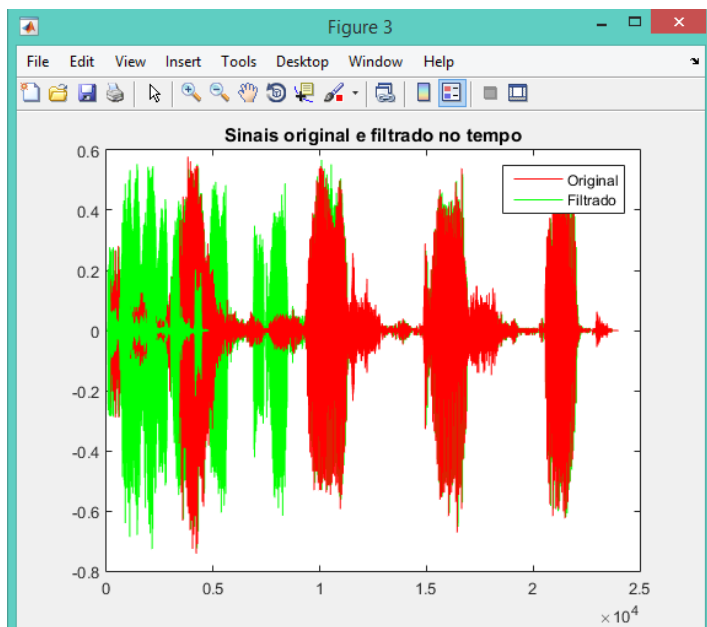 Figure 3
File Edit View Insert Tools Desktop Window Help
Sinais original e filtrado no tempo
Original
Filtrado
0.6
0.4
0.2
0
-0.2
-0.4
-0.6
-0.8
0 0.5 1 1.5 2 2.5
×10⁴